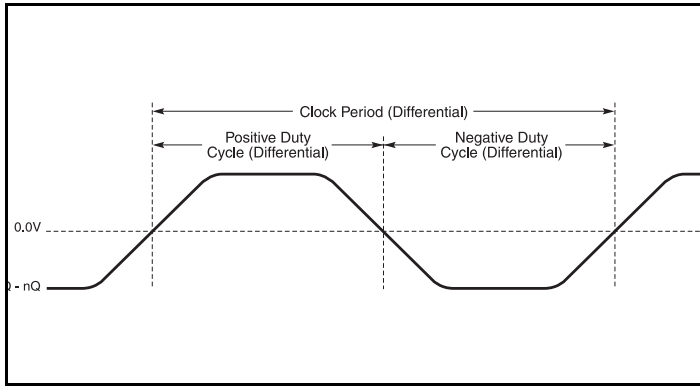 Clock Period (Differential)
Positive Duty
Cycle (Differential)
Negative Duty
Cycle (Differential)
0.0V
- nQ